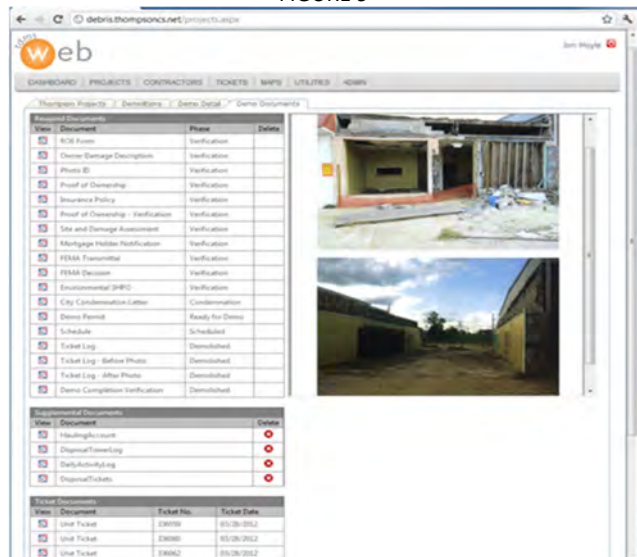 debris.thompsoncs.net/projects.aspx
tdms
web
Jon Hoyle
DASHBOARD PROJECTS CONTRACTORS TICKETS MAPS UTILITIES ADMIN
Thompson Projects Demolitions Demo Detail Demo Documents
Required Documents
View Document Phase Delete
ROE Form Verification
Owner Damage Description Verification
Photo ID Verification
Proof of Ownership Verification
Insurance Policy Verification
Proof of Ownership - Verification Verification
Site and Damage Assessment Verification
Mortgage Holder Notification Verification
FEMA Transmittal Verification
FEMA Decision Verification
Environmental SHPO Verification
City Condemnation Letter Condemnation
Demo Permit Ready for Demo
Schedule Scheduled
Ticket Log Demolished
Ticket Log - Before Photo Demolished
Ticket Log - After Photo Demolished
Demo Completion Verification Demolished
Supplemental Documents
View Document Delete
HaulingAccount
DisposalTowerLog
DailyActivityLog
DisposalTickets
Ticket Documents
View Document Ticket No. Ticket Date
Unit Ticket 03/28/2012
Unit Ticket 03/28/2012
Unit Ticket 03/28/2012